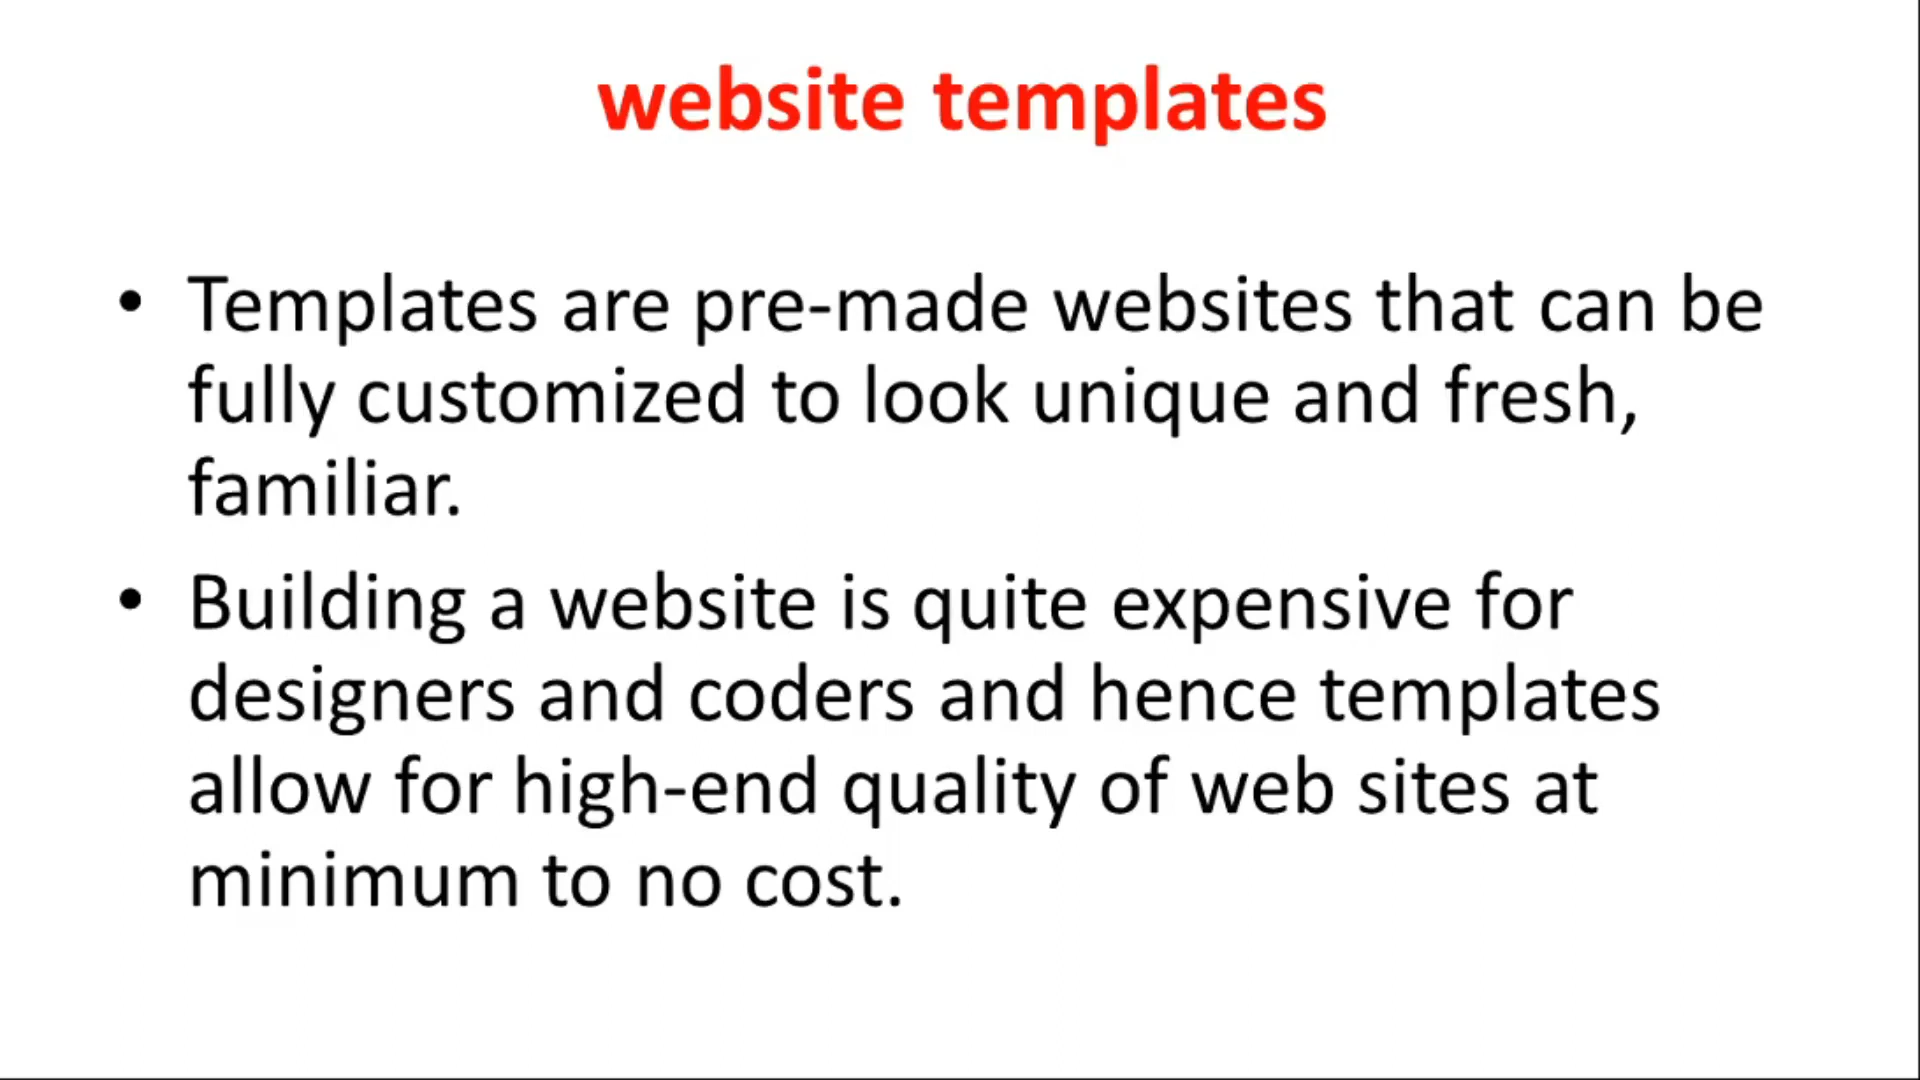 website templates
• Templates are pre-made websites that can be
fully customized to look unique and fresh,
familiar.
• Building a website is quite expensive for
designers and coders and hence templates
allow for high-end quality of web sites at
minimum to no cost.